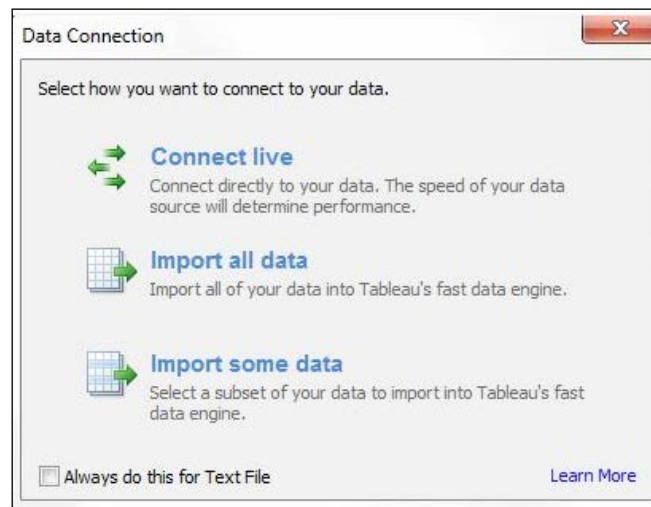 Data Connection
Select how you want to connect to your data.
Connect live
Connect directly to your data. The speed of your data
source will determine performance.
Import all data
Import all of your data into Tableau's fast data engine.
Import some data
Select a subset of your data to import into Tableau's fast
data engine.
Always do this for Text File
Learn More